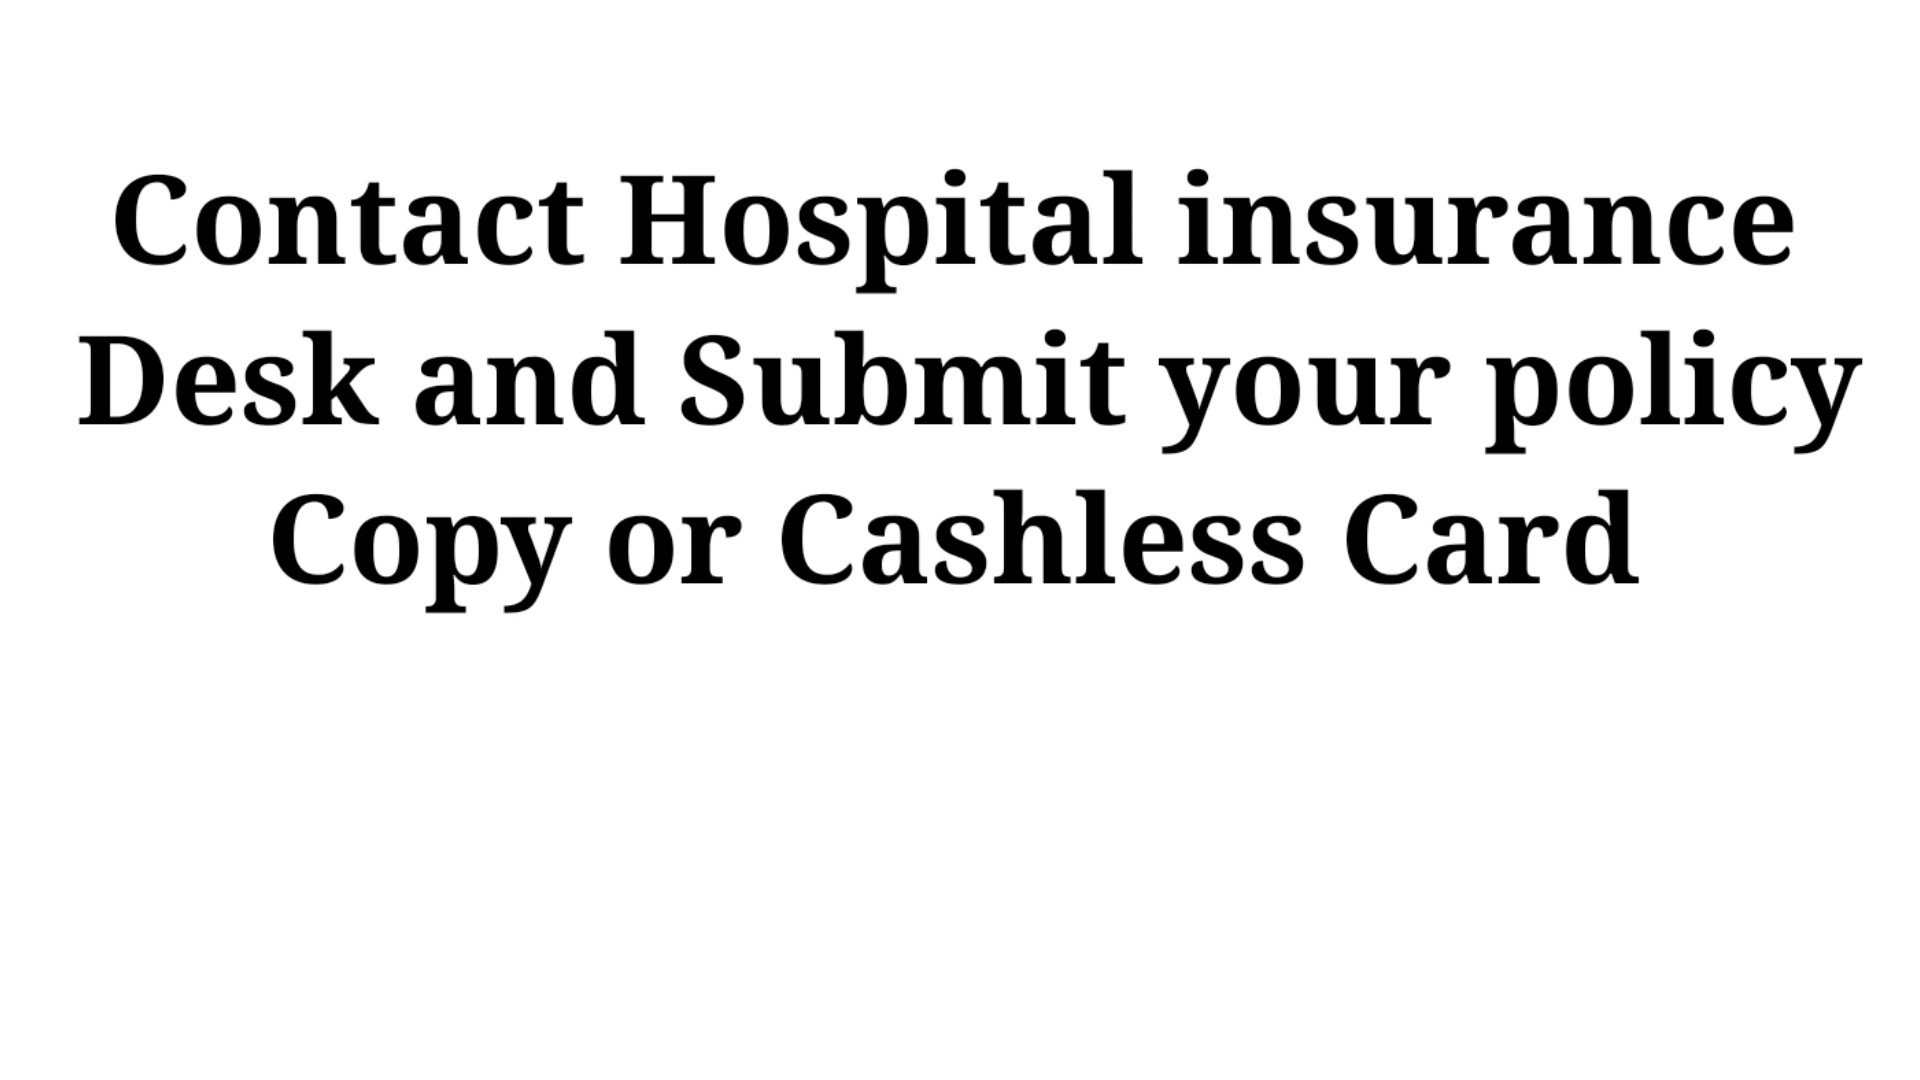 Contact Hospital insurance
Desk and Submit your policy
Copy or Cashless Card